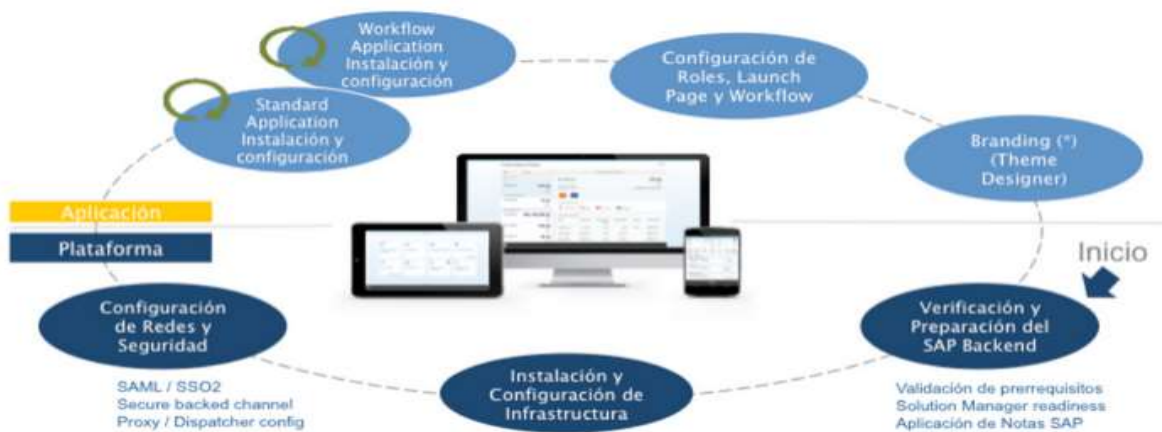 Workflow
Application
Instalación y
configuración
Standard
Application
Instalación y
configuración
Configuración de
Roles, Launch
Page y Workflow
Branding (*)
(Theme
Designer)
Aplicación
Plataforma
Inicio
Configuración
de Redes y
Seguridad
SAML / SSO2
Secure backed channel
Proxy / Dispatcher config
Instalación y
Configuración de
Infrastructura
Verificación y
Preparación del
SAP Backend
Validación de prerrequisitos
Solution Manager readiness
Aplicación de Notas SAP